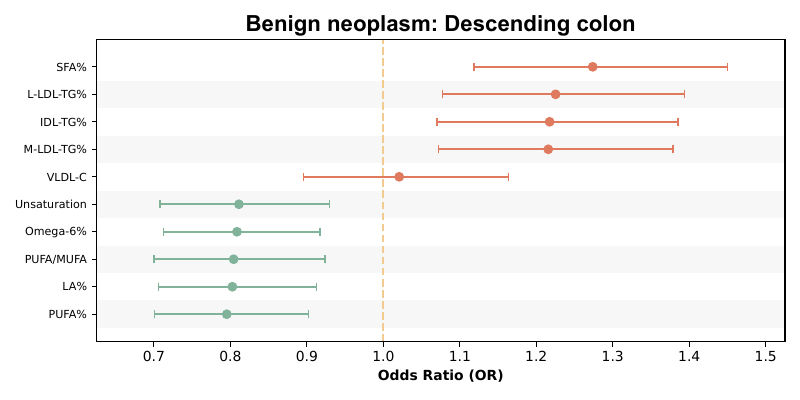 Benign neoplasm: Descending colon
SFA%
L-LDL-TG%
IDL-TG%
M-LDL-TG%
VLDL-C
Unsaturation
Omega-6%
PUFA/MUFA
LA%
PUFA%
0.7 0.8 0.9 1.0 1.1 1.2 1.3 1.4 1.5
Odds Ratio (OR)